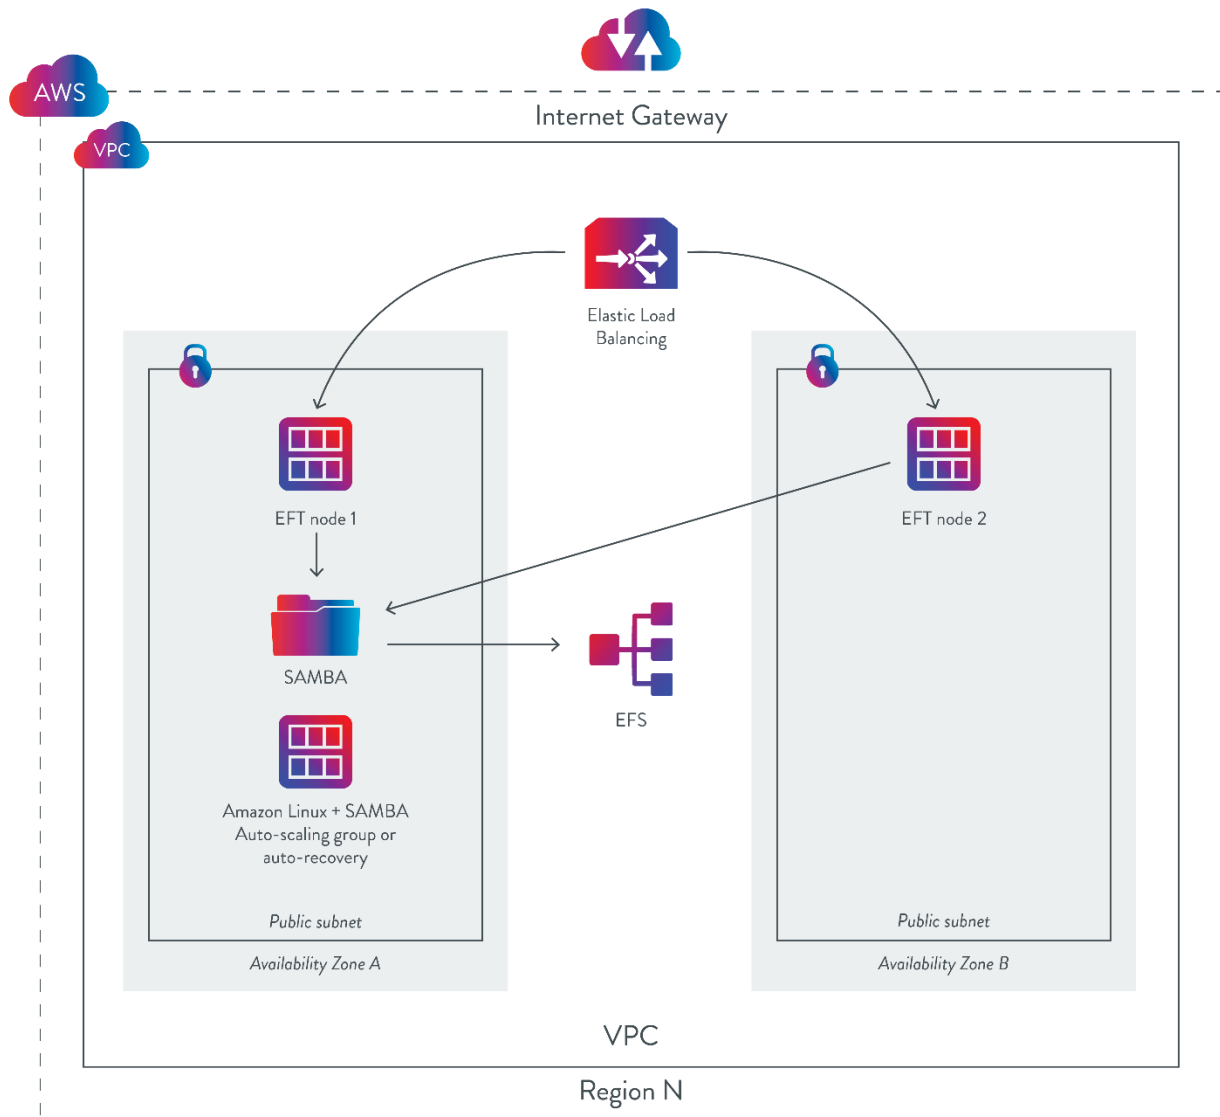 AWS
Internet Gateway
VPC
Elastic Load
Balancing
EFT node 1
EFT node 2
SAMBA
EFS
Amazon Linux + SAMBA
Auto-scaling group or
auto-recovery
Public subnet
Public subnet
Availability Zone A
Availability Zone B
VPC
Region N